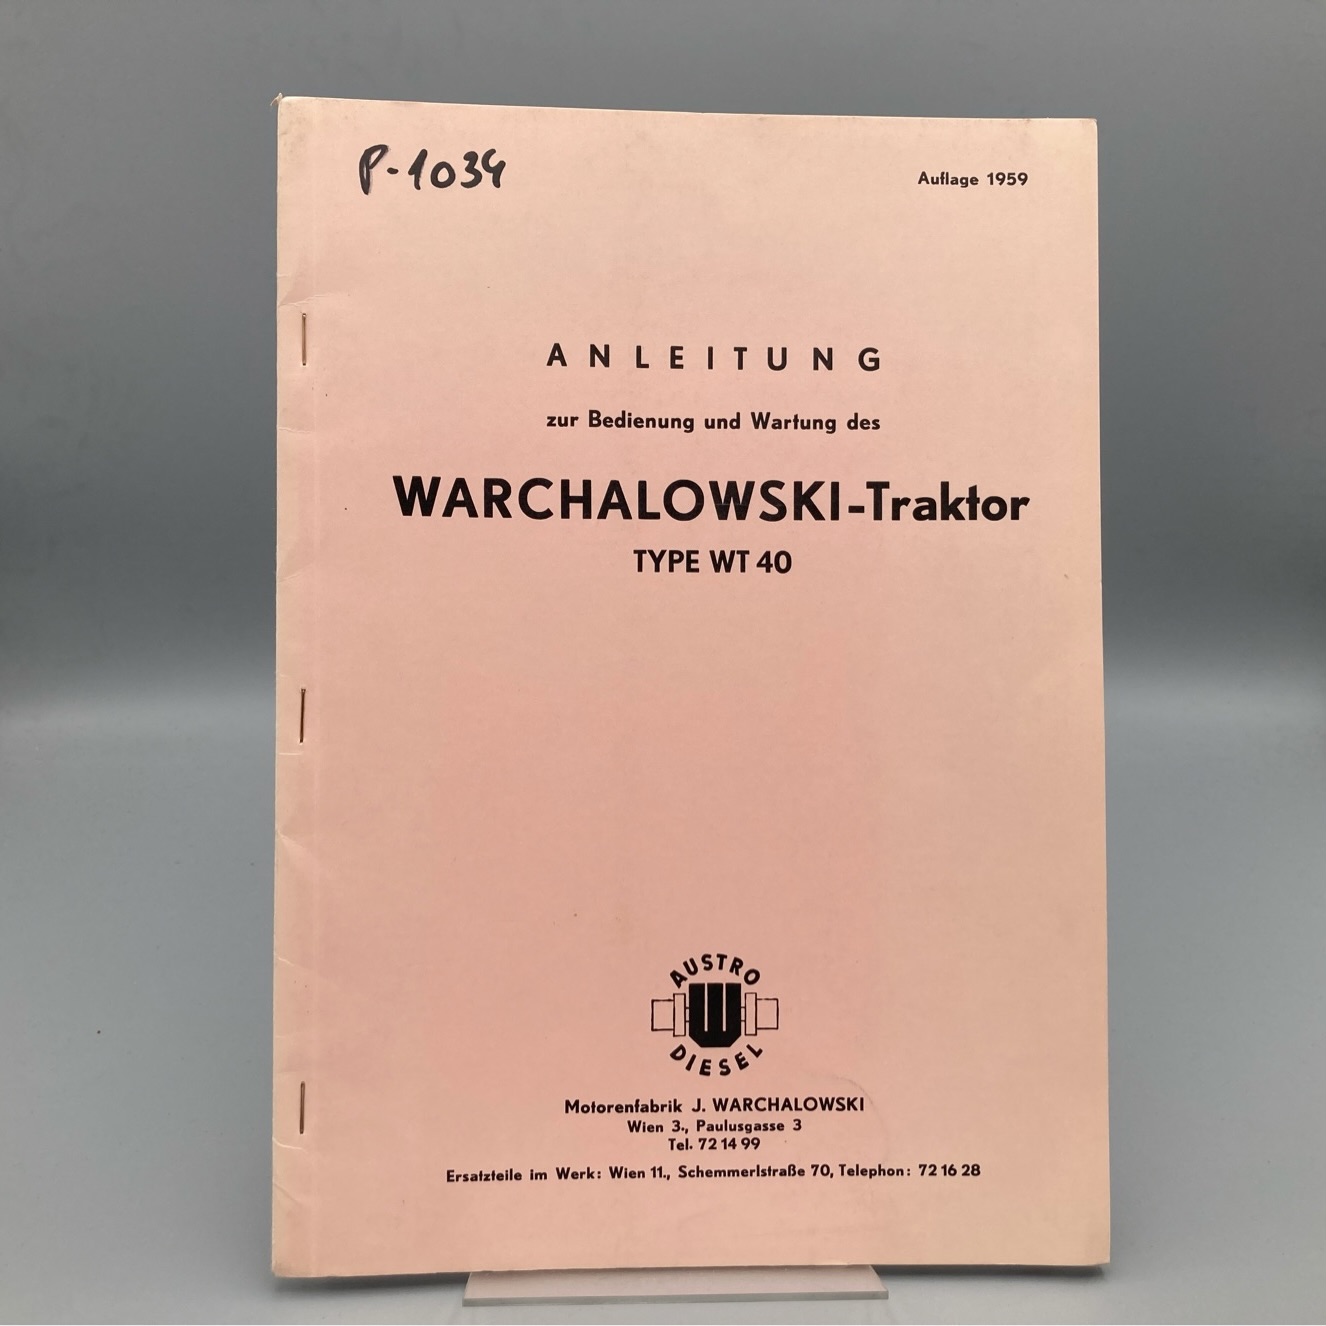 P-1034
Auflage 1959
ANLEITUNG
zur Bedienung und Wartung des
WARCHALOWSKI-Traktor
TYPE WT 40
AUSTRO
W
DIESEL
Motorenfabrik J. WARCHALOWSKI
Wien 3., Paulusgasse 3
Tel. 72 14 99
Ersatzteile im Werk: Wien 11., Schemmerlstraße 70, Telephon: 72 16 28